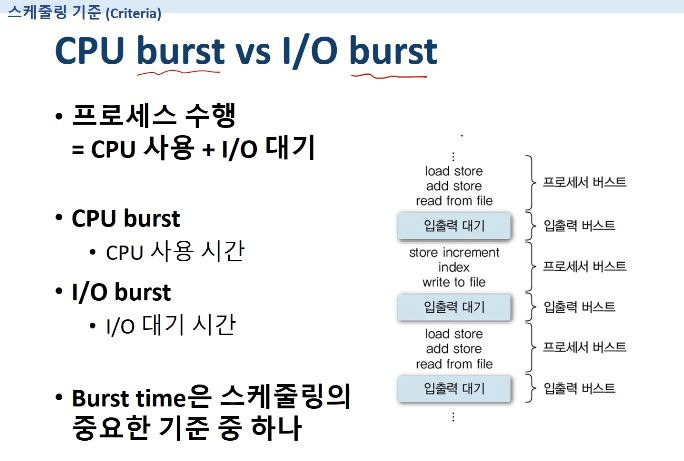 스케줄링 기준 (Criteria)
CPU burst vs I/O burst
• 프로세스 수행
= CPU 사용 + I/O 대기
• CPU burst
• CPU 사용 시간
• I/O burst
• I/O 대기 시간
• Burst time은 스케줄링의
중요한 기준 중 하나
⋮
load store
add store
read from file
프로세서 버스트
입출력 대기
입출력 버스트
store increment
index
write to file
프로세서 버스트
입출력 대기
입출력 버스트
load store
add store
read from file
프로세서 버스트
입출력 대기
입출력 버스트
⋮